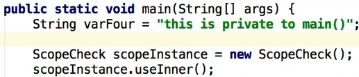 public static void main(String[] args) {
String varFour = "this is private to main()";
ScopeCheck scopeInstance = new ScopeCheck();
scopeInstance.useInner();